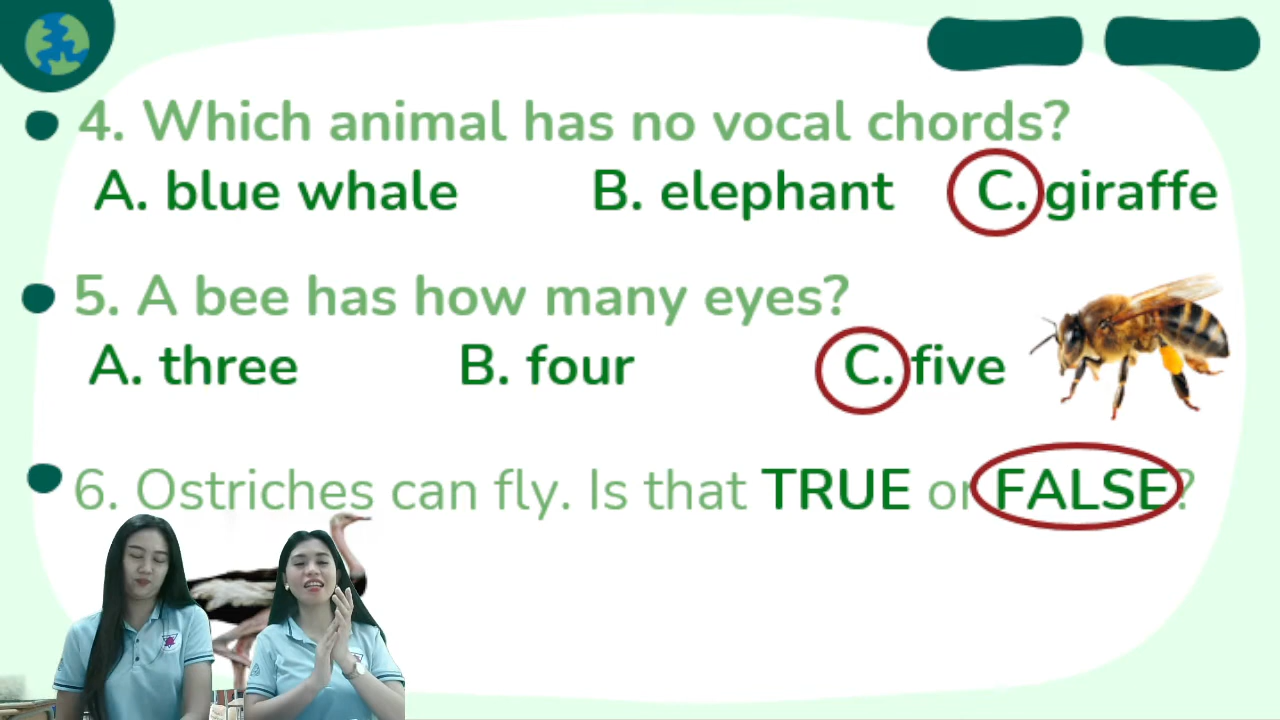 4. Which animal has no vocal chords?
A. blue whale B. elephant C. giraffe
5. A bee has how many eyes?
A. three B. four C. five
6. Ostriches can fly. Is that TRUE or FALSE?